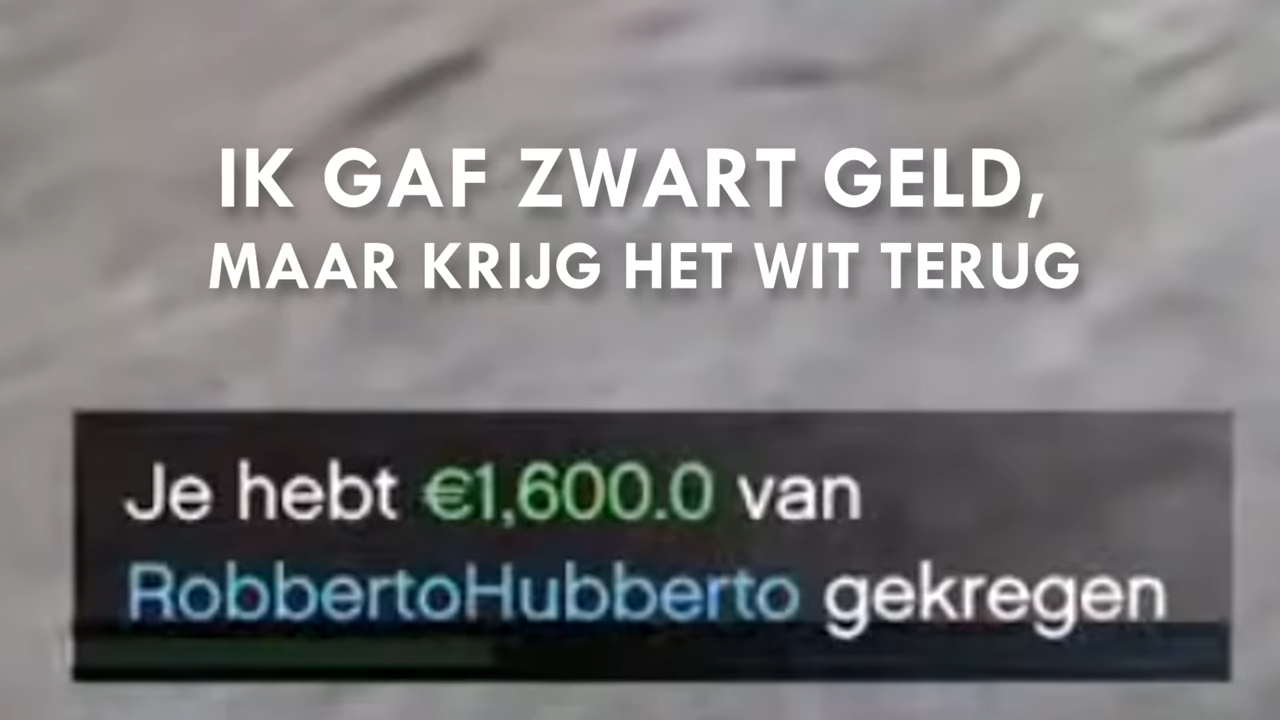 IK GAF ZWART GELD,
MAAR KRIJG HET WIT TERUG
Je hebt €1,600.0 van
RobbertoHubberto gekregen